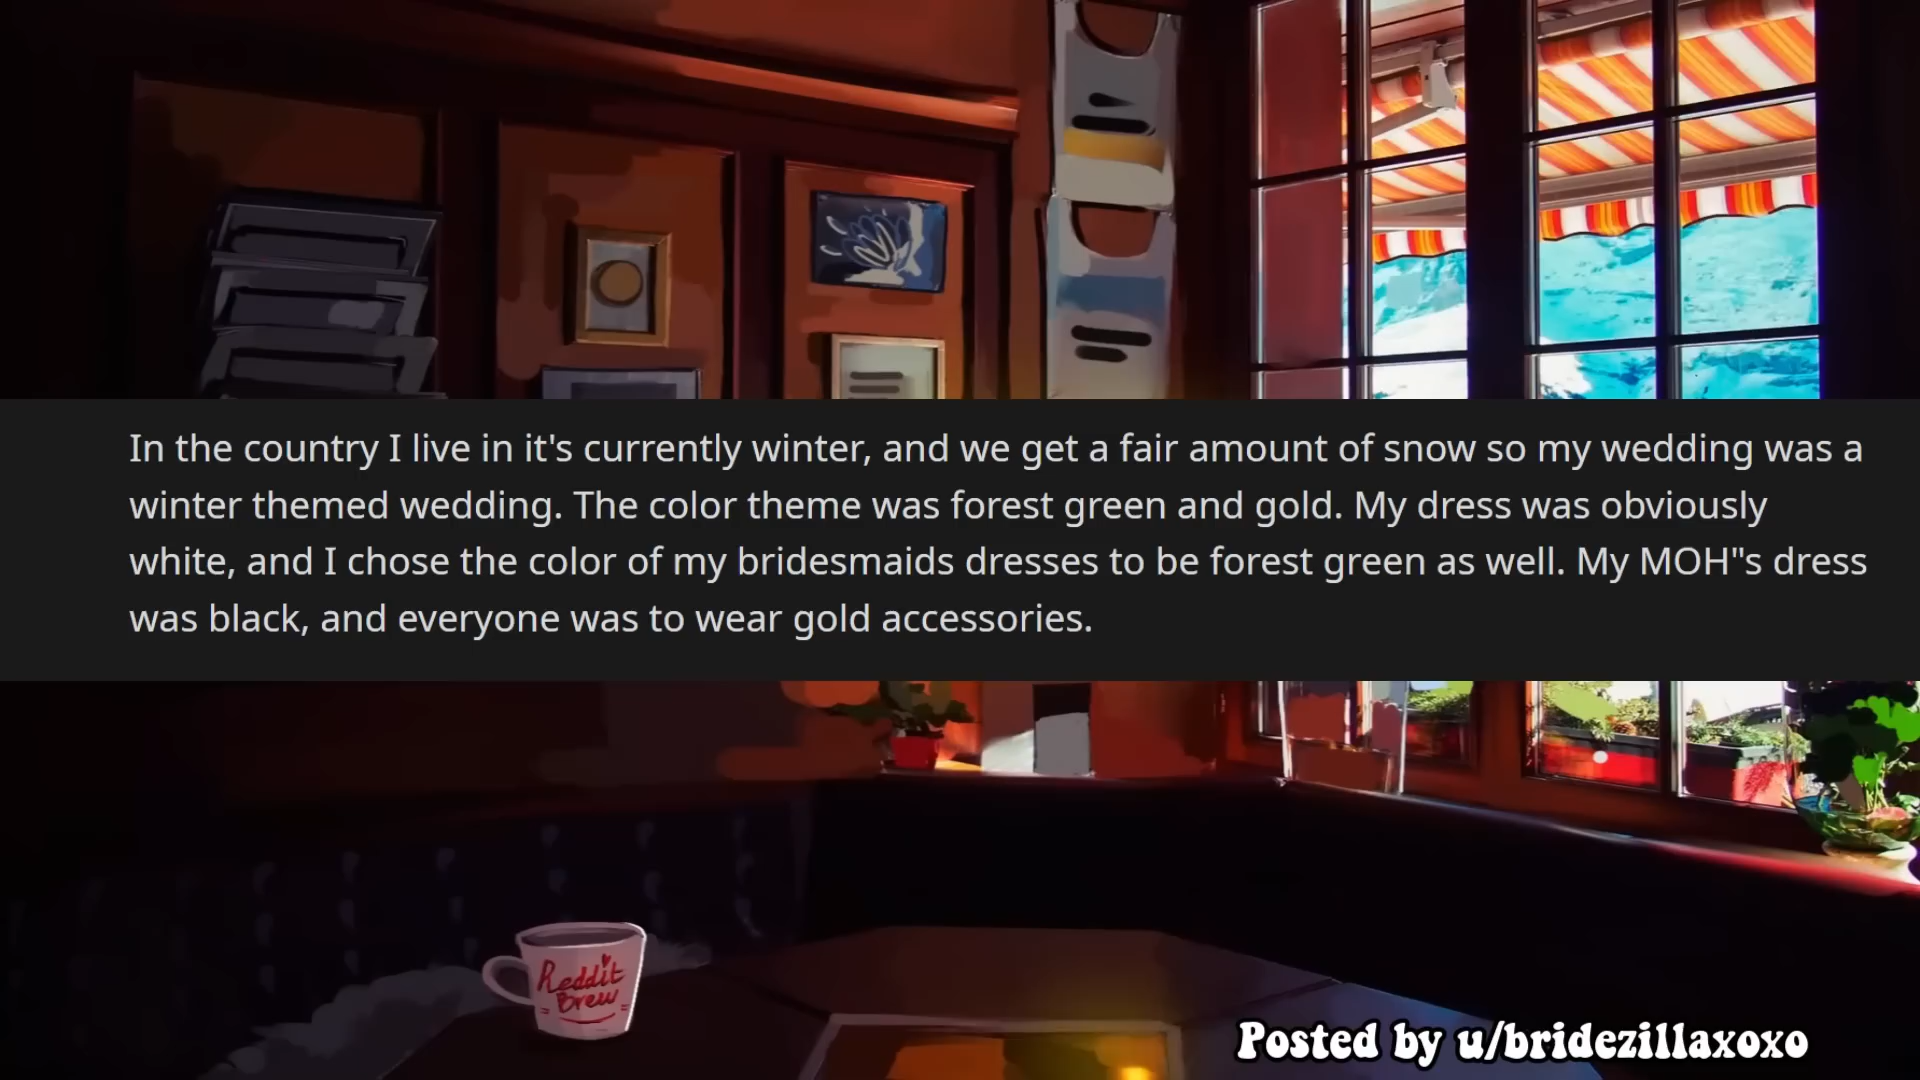 In the country I live in it's currently winter, and we get a fair amount of snow so my wedding was a
winter themed wedding. The color theme was forest green and gold. My dress was obviously
white, and I chose the color of my bridesmaids dresses to be forest green as well. My MOH"s dress
was black, and everyone was to wear gold accessories.
Reddit
Brew
Posted by u/bridezillaxoxo